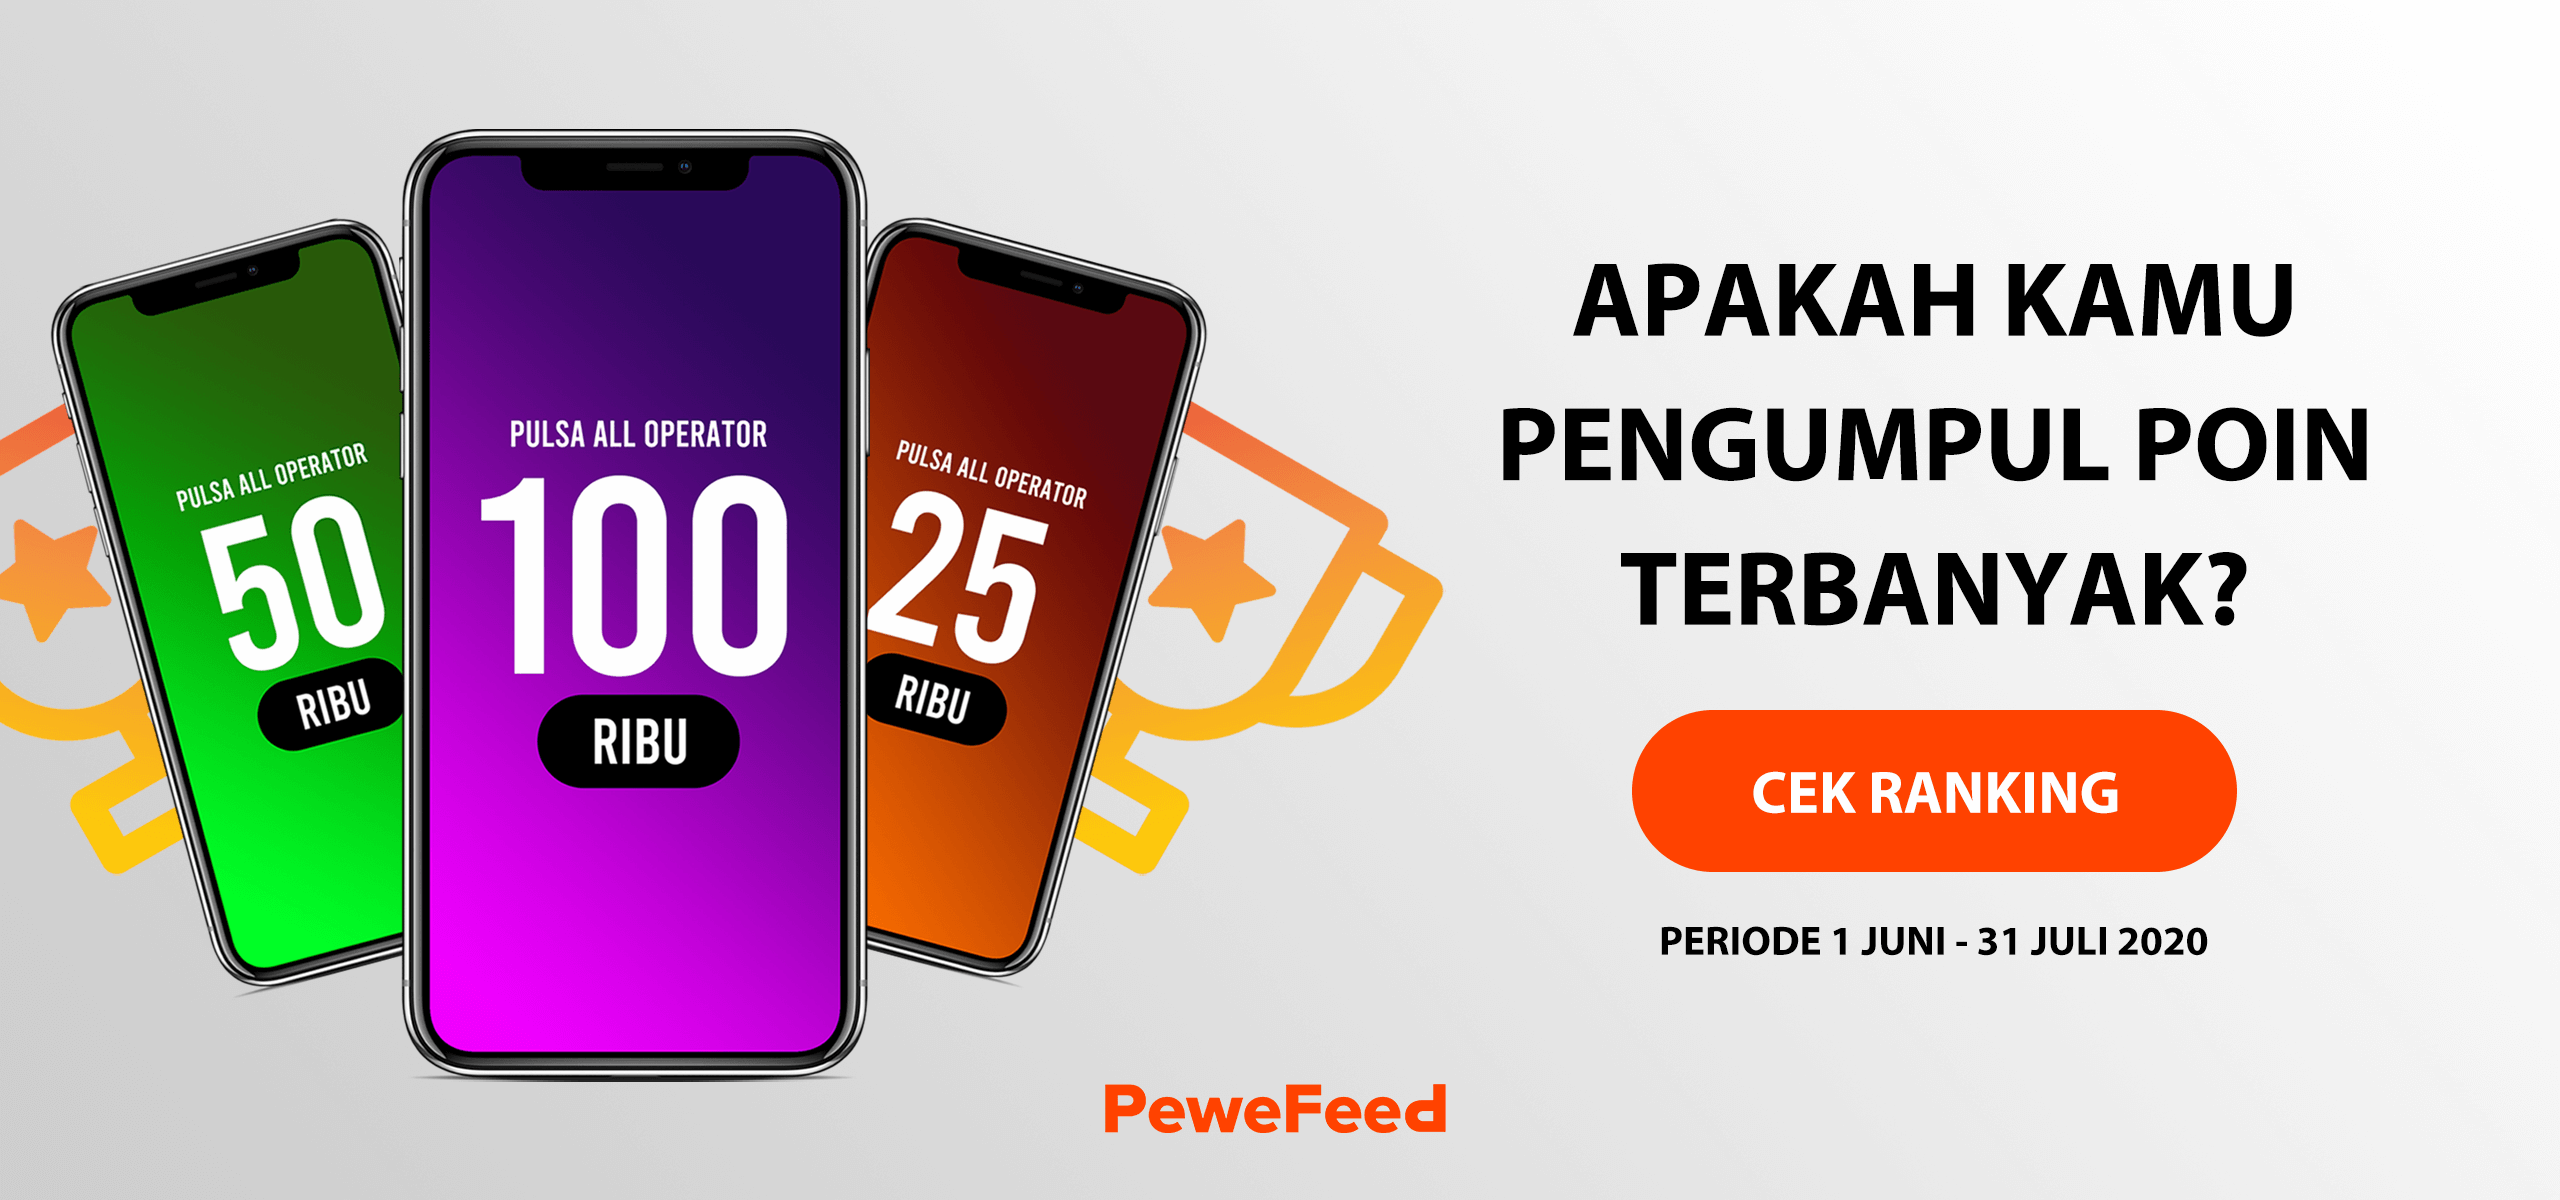 PULSA ALL OPERATOR
50
RIBU
PULSA ALL OPERATOR
100
RIBU
PULSA ALL OPERATOR
25
RIBU
APAKAH KAMU
PENGUMPUL POIN
TERBANYAK?
CEK RANKING
PERIODE 1 JUNI - 31 JULI 2020
PeweFeed